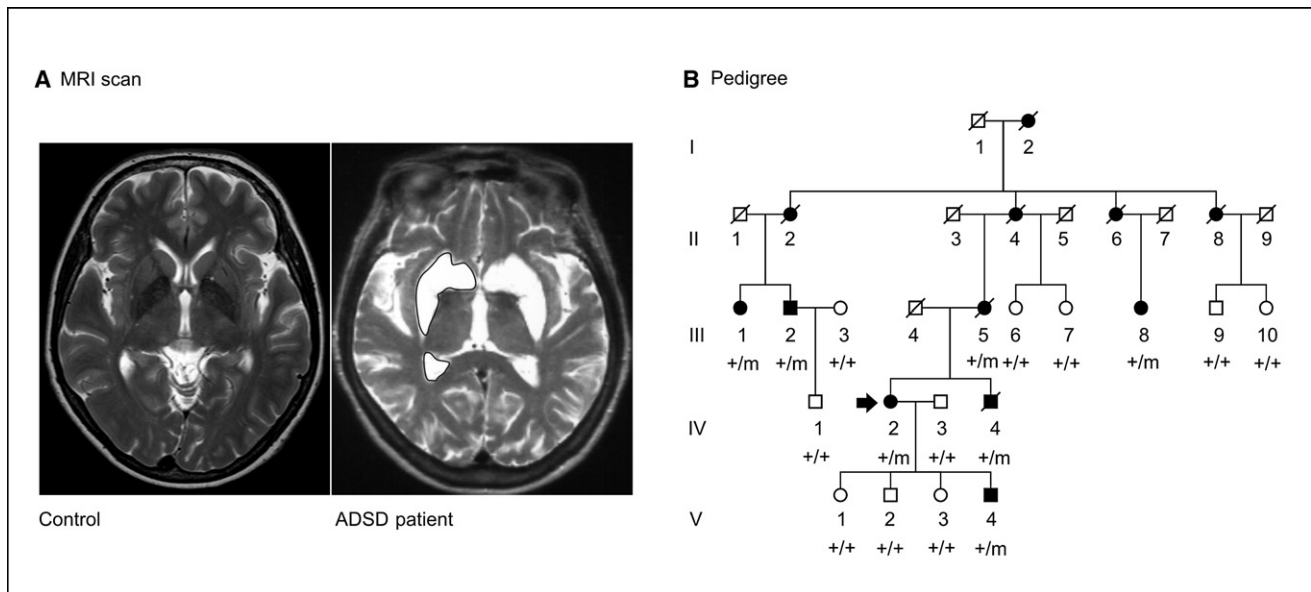 A MRI scan
Control
ADSD patient
B Pedigree
I
1 2
II
1 2 3 4 5 6 7 8 9
III
1 2 3 4 5 6 7 8 9 10
+/m +/m +/+ +/m +/+ +/+ +/m +/+ +/+
IV
1 2 3 4
+/+ +/m +/+ +/m
V
1 2 3 4
+/+ +/+ +/+ +/m